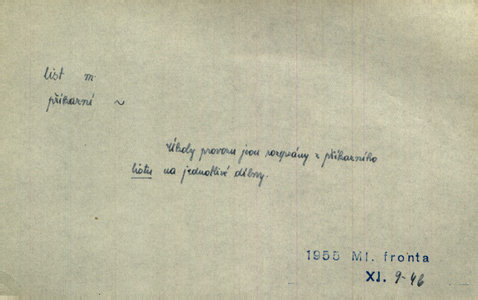 list m
příkazní ~
Úkoly provozu jsou rozepsány z příkazního
listu na jednotlivé dílny.
1955 Ml. fronta
XI. 9-46